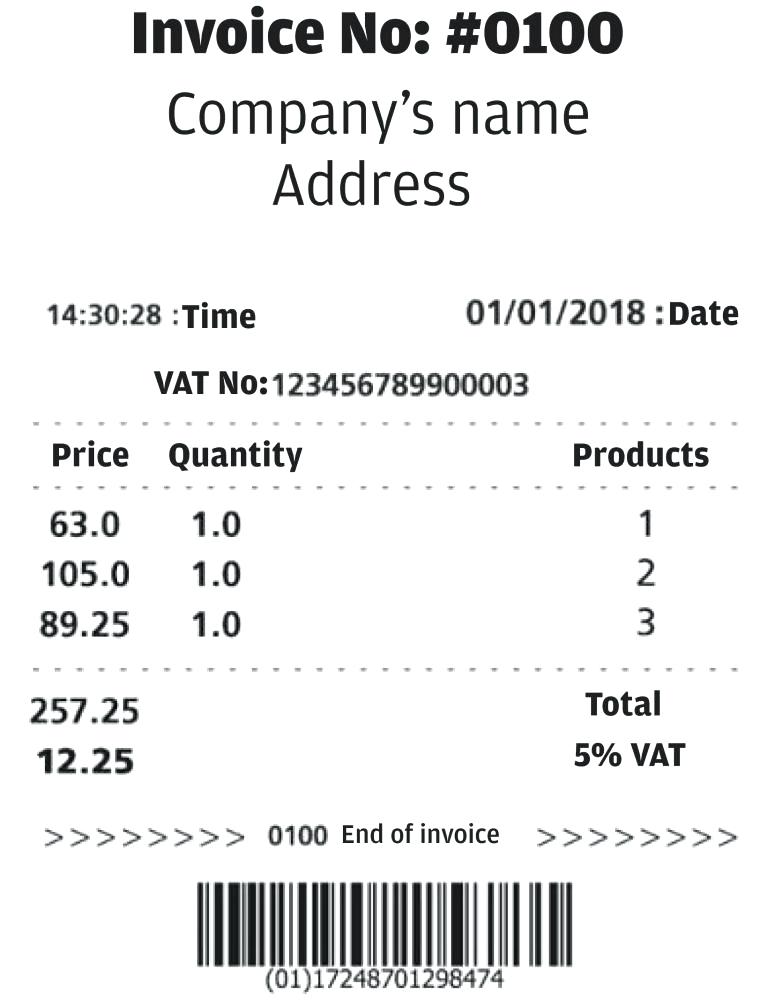 Invoice No: #0100
Company’s name
Address
14:30:28 :Time 01/01/2018 :Date
VAT No:123456789900003
Price Quantity Products
63.0 1.0 1
105.0 1.0 2
89.25 1.0 3
257.25 Total
12.25 5% VAT
>>>>>>>> 0100 End of invoice >>>>>>>>
(01)17248701298474